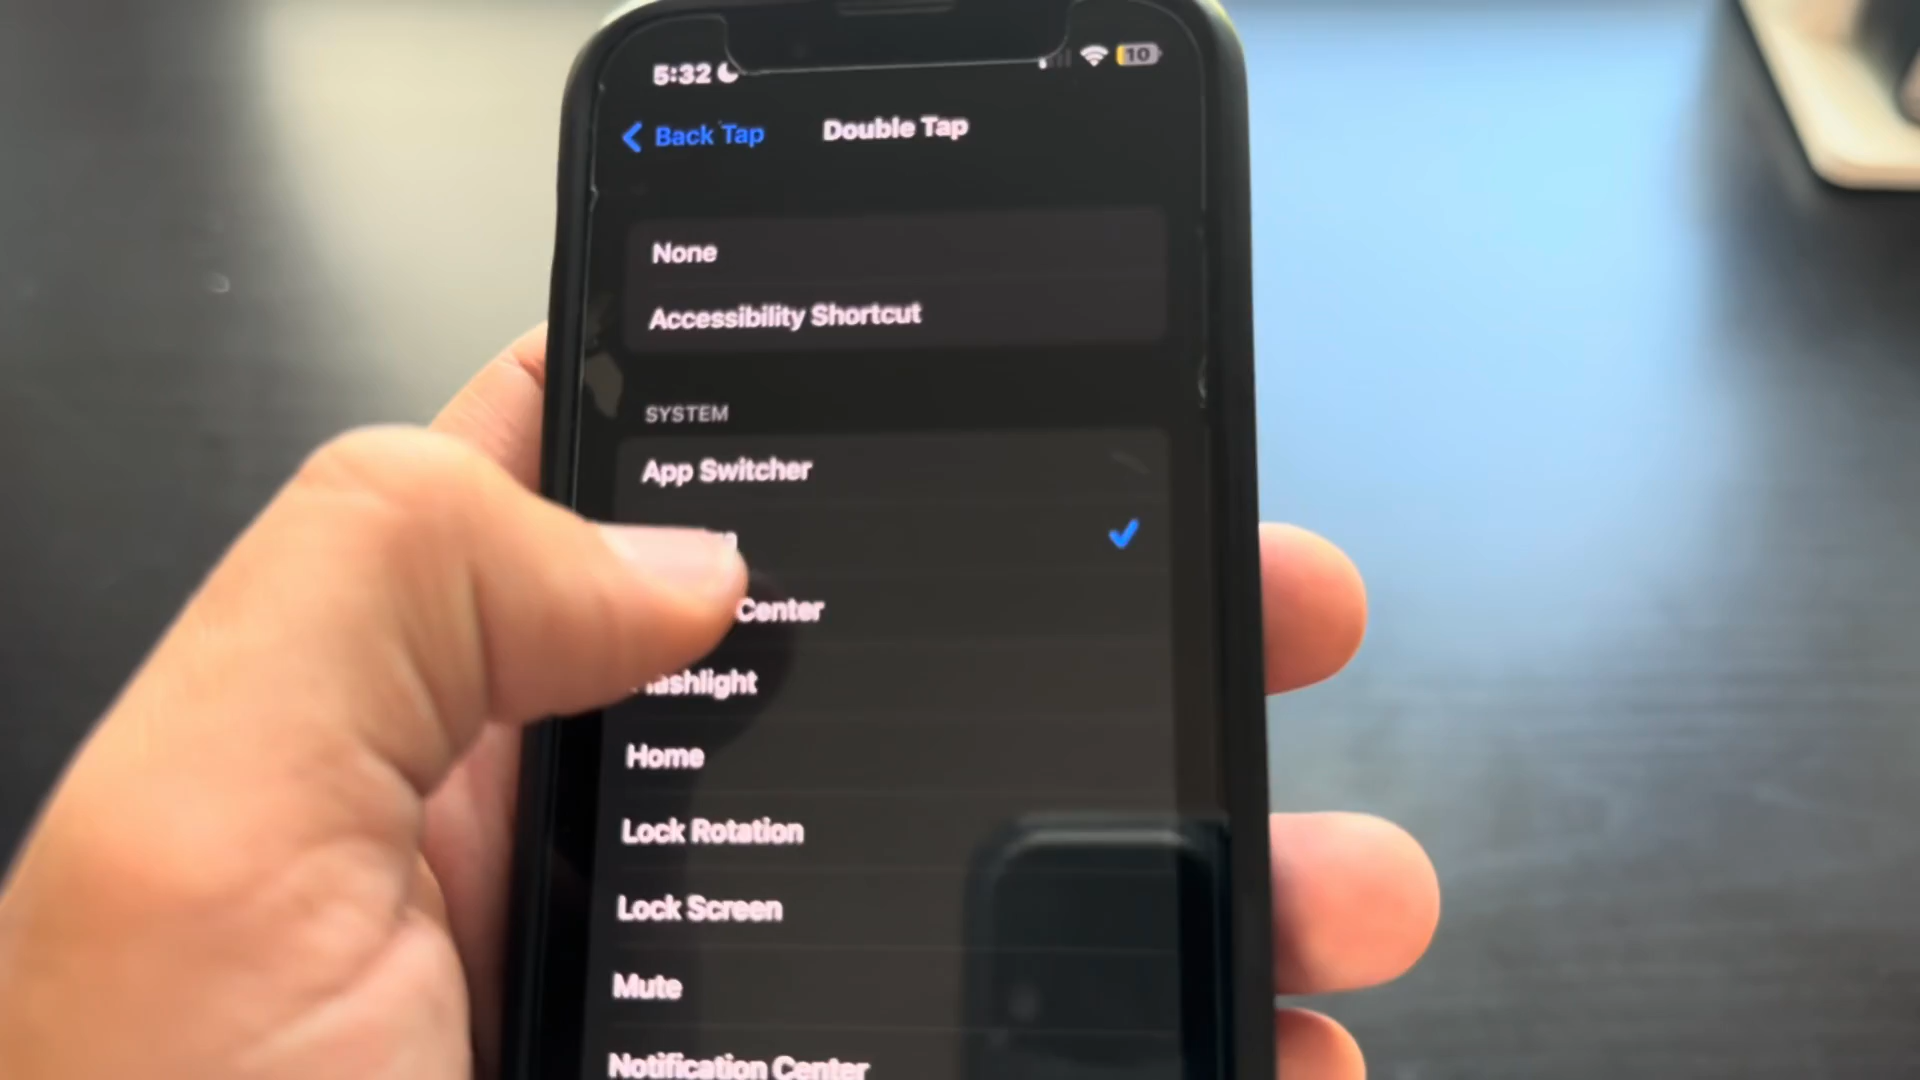 5:32
10
Back Tap
Double Tap
None
Accessibility Shortcut
SYSTEM
App Switcher
Center
Flashlight
Home
Lock Rotation
Lock Screen
Mute
Notification Center